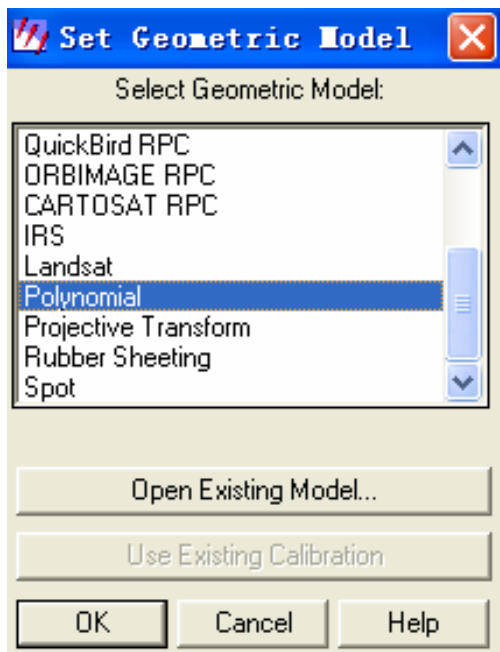 Set Geometric Model
Select Geometric Model:
QuickBird RPC
ORBIMAGE RPC
CARTOSAT RPC
IRS
Landsat
Polynomial
Projective Transform
Rubber Sheeting
Spot
Open Existing Model...
Use Existing Calibration
OK Cancel Help